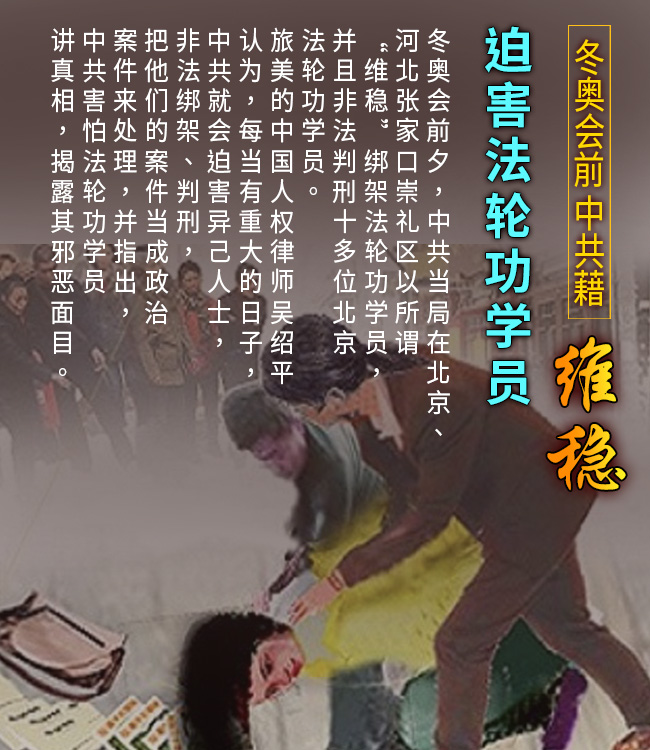 冬奥会前 中共藉
维稳
迫害法轮功学员
冬奥会前夕，中共当局在北京、
河北张家口崇礼区以所谓
“维稳”绑架法轮功学员，
并且非法判刑十多位北京
法轮功学员。
旅美的中国人权律师吴绍平
认为，每当有重大的日子，
中共就会迫害异己人士，
非法绑架、判刑，
把他们的案件当成政治
案件来处理，并指出，
中共害怕法轮功学员
讲真相，揭露其邪恶面目。